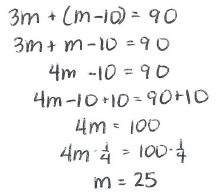 3m + (m-10) = 90
3m + m - 10 = 90
4m - 10 = 90
4m - 10 + 10 = 90 + 10
4m = 100
4m · 1/4 = 100 · 1/4
m = 25